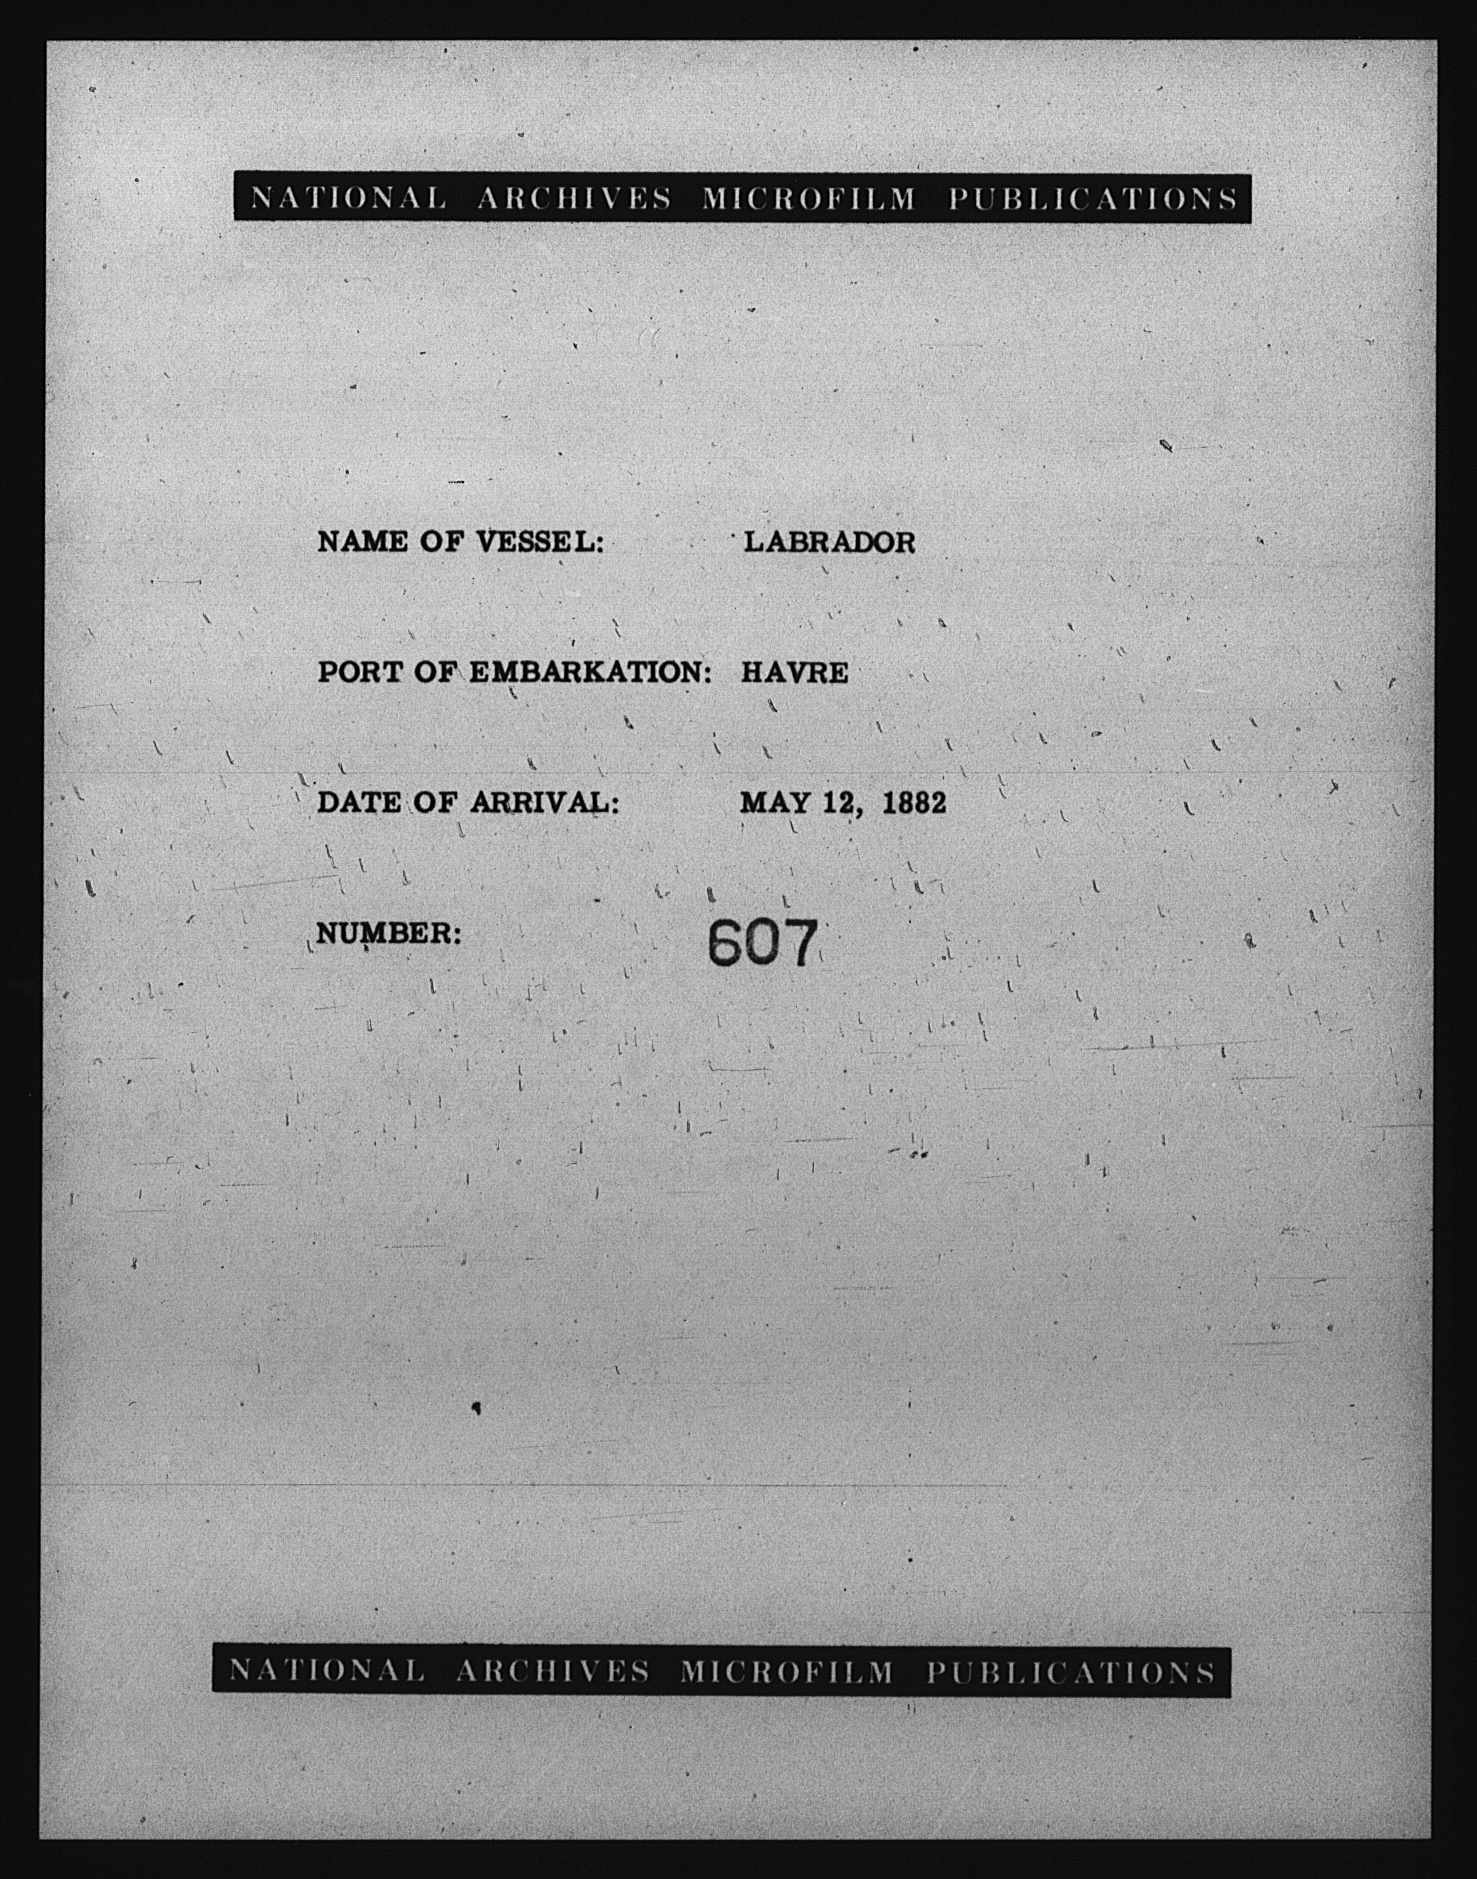 NATIONAL ARCHIVES MICROFILM PUBLICATIONS
NAME OF VESSEL: LABRADOR
PORT OF EMBARKATION: HAVRE
DATE OF ARRIVAL: MAY 12, 1882
NUMBER: 607
NATIONAL ARCHIVES MICROFILM PUBLICATIONS